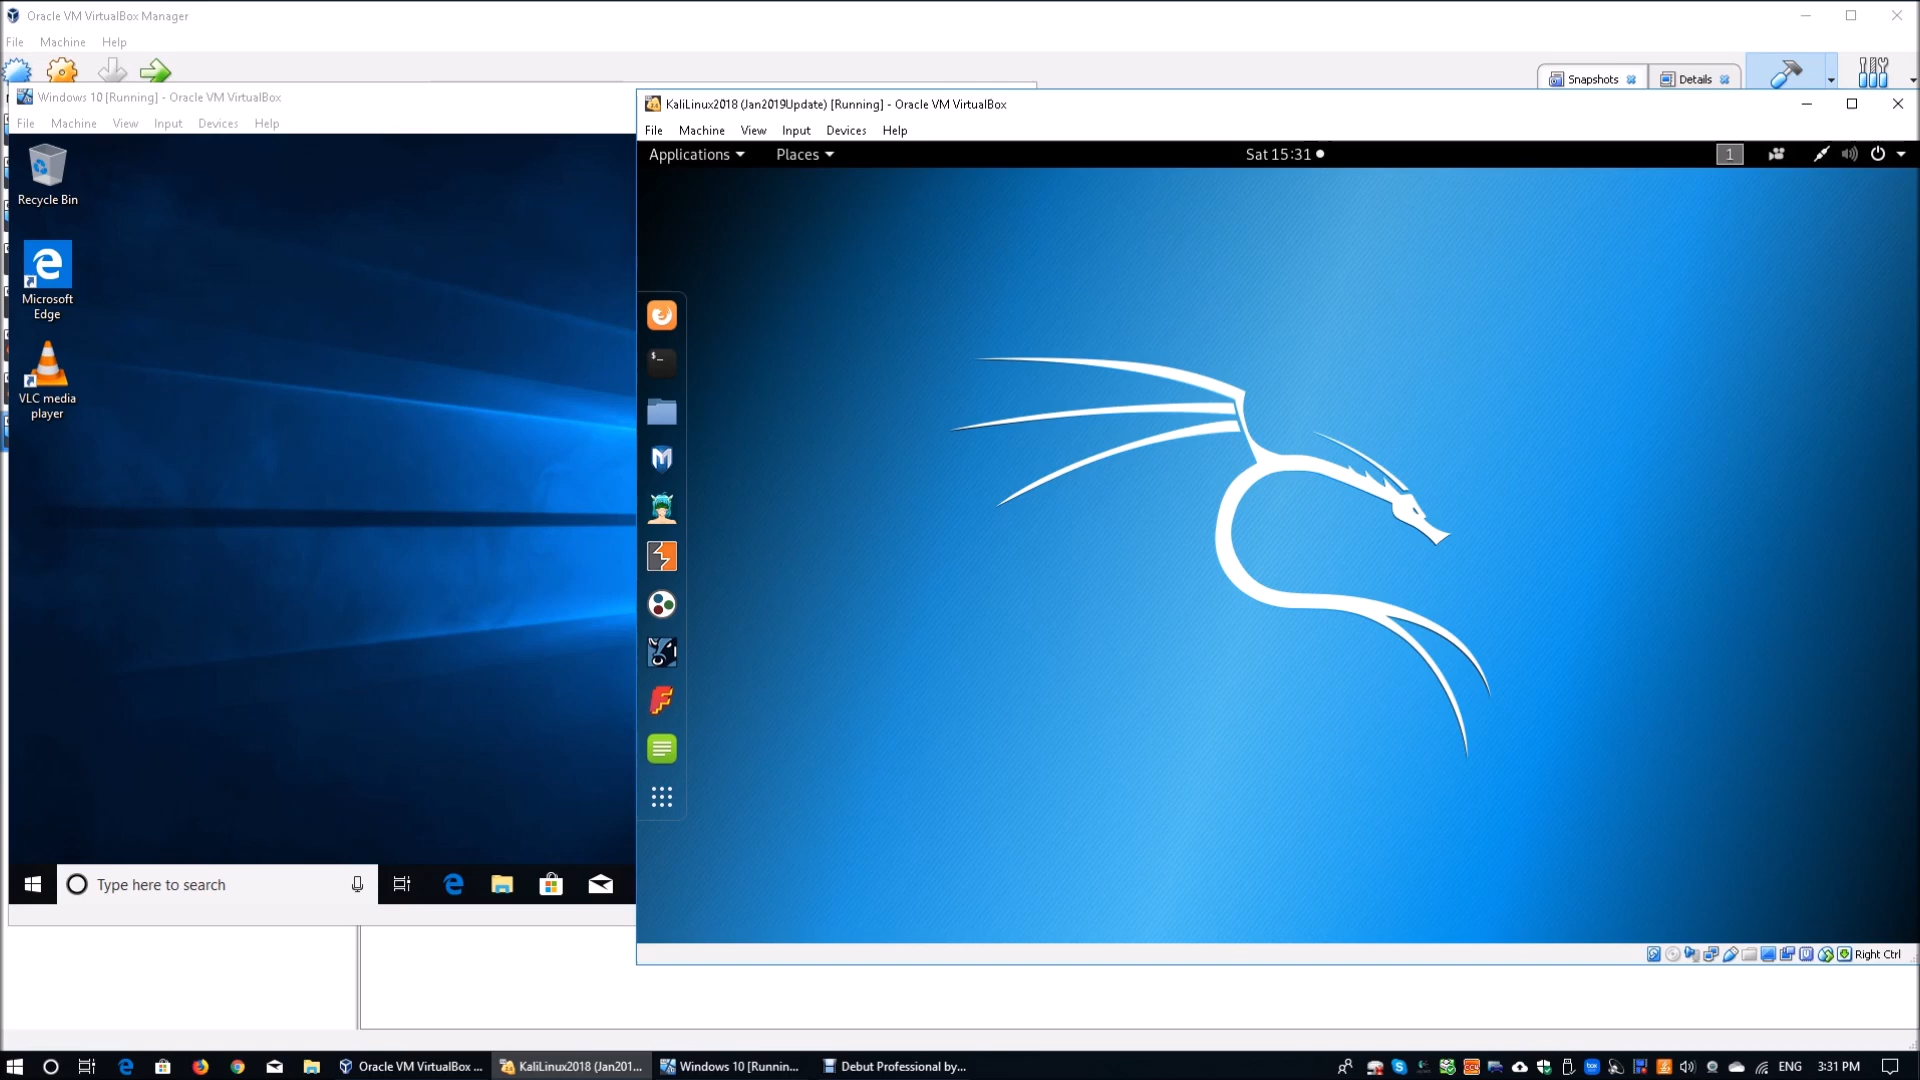 Oracle VM VirtualBox Manager
File Machine Help
Snapshots Details
Windows 10 [Running] - Oracle VM VirtualBox
File Machine View Input Devices Help
Recycle Bin
Microsoft
Edge
VLC media
player
Type here to search
KaliLinux2018 (Jan2019Update) [Running] - Oracle VM VirtualBox
File Machine View Input Devices Help
Applications Places Sat 15:31 1
$_
Right Ctrl
Oracle VM VirtualBox ... KaliLinux2018 (Jan201... Windows 10 [Runnin... Debut Professional by... ENG 3:31 PM